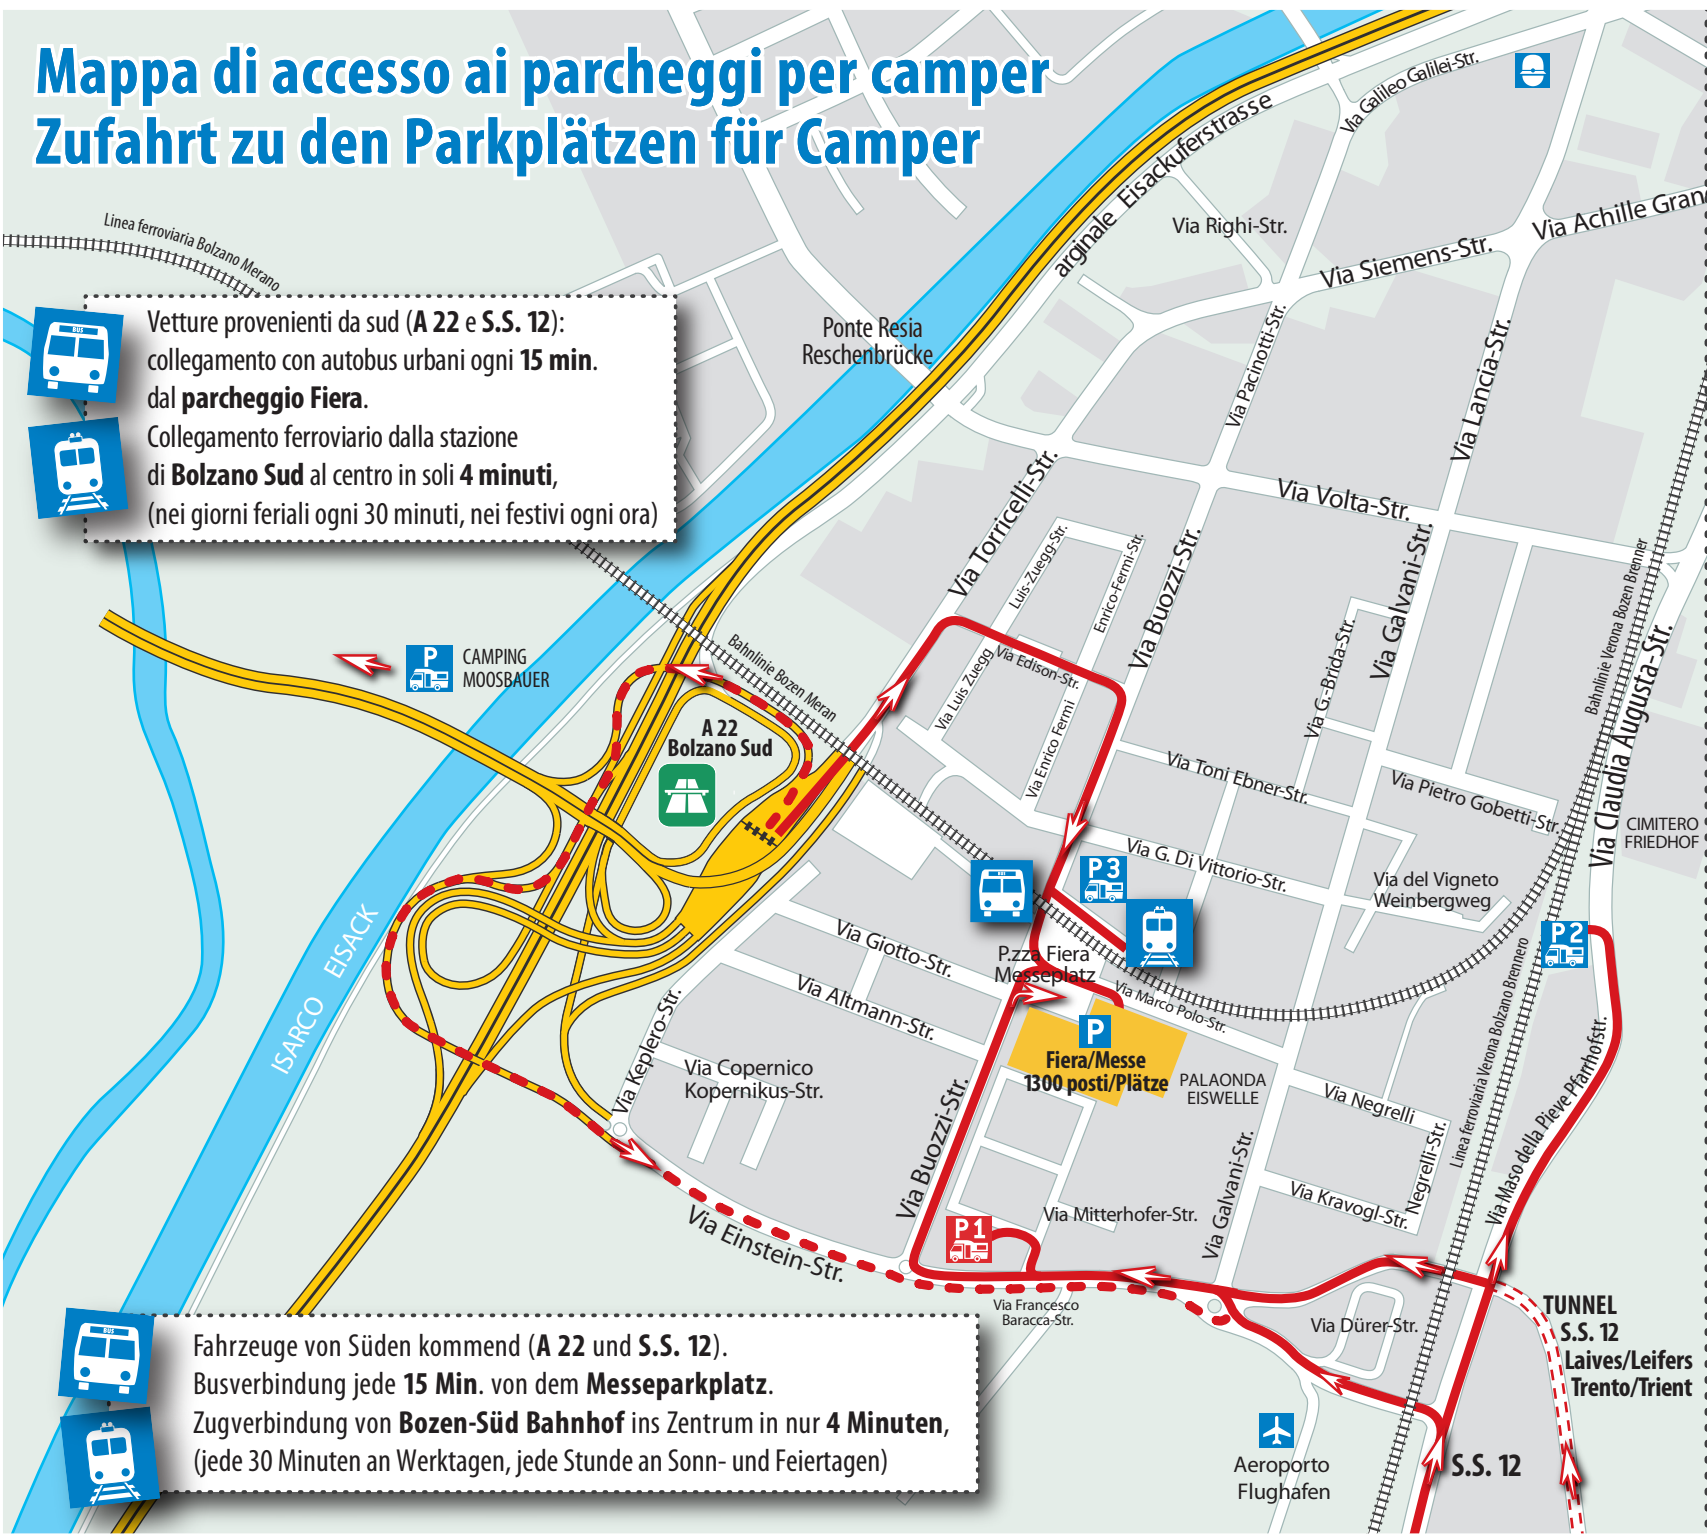 Mappa di accesso ai parcheggi per camper
Zufahrt zu den Parkplätzen für Camper
Linea ferroviaria Bolzano Merano
BUS
Vetture provenienti da sud (A 22 e S.S. 12):
collegamento con autobus urbani ogni 15 min.
dal parcheggio Fiera.
Collegamento ferroviario dalla stazione
di Bolzano Sud al centro in soli 4 minuti,
(nei giorni feriali ogni 30 minuti, nei festivi ogni ora)
Via Galileo Galilei-Str.
arginale Eisackuferstrasse
Via Righi-Str.
Via Achille Gran
Via Siemens-Str.
Ponte Resia
Reschenbrücke
Via Pacinotti-Str.
Via Lancia-Str.
Via Torricelli-Str.
Via Volta-Str.
Luis-Zuegg-Str.
Enrico-Fermi-Str.
Via Buozzi-Str.
Via Galvani-Str.
Bahnlinie Verona Bozen Brenner
Via G.-Brida-Str.
Via Claudia Augusta-Str.
P
CAMPING
MOOSBAUER
Bahnlinie Bozen Meran
Via Edison-Str.
Via Luis Zuegg
Via Enrico Fermi
A 22
Bolzano Sud
Via Toni Ebner-Str.
Via Pietro Gobetti-Str.
CIMITERO
FRIEDHOF
Via G. Di Vittorio-Str.
P 3
BUS
Via del Vigneto
Weinbergweg
P 2
Via Giotto-Str.
P.zza Fiera
Messeplatz
Via Marco Polo-Str.
Via Altmann-Str.
ISARCO EISACK
Via Keplero-Str.
Via Copernico
Kopernikus-Str.
P
Fiera/Messe
1300 posti/Plätze
PALAONDA
EISWELLE
Via Negrelli
Negrelli-Str.
Linea ferroviaria Verona Bolzano Brennero
Via Maso della Pieve Pfarrhofstr.
Via Buozzi-Str.
Via Galvani-Str.
Via Kravogl-Str.
Via Mitterhofer-Str.
P 1
Via Einstein-Str.
Via Francesco
Baracca-Str.
Via Dürer-Str.
TUNNEL
S.S. 12
Laives/Leifers
Trento/Trient
S.S. 12
Aeroporto
Flughafen
BUS
Fahrzeuge von Süden kommend (A 22 und S.S. 12).
Busverbindung jede 15 Min. von dem Messeparkplatz.
Zugverbindung von Bozen-Süd Bahnhof ins Zentrum in nur 4 Minuten,
(jede 30 Minuten an Werktagen, jede Stunde an Sonn- und Feiertagen)